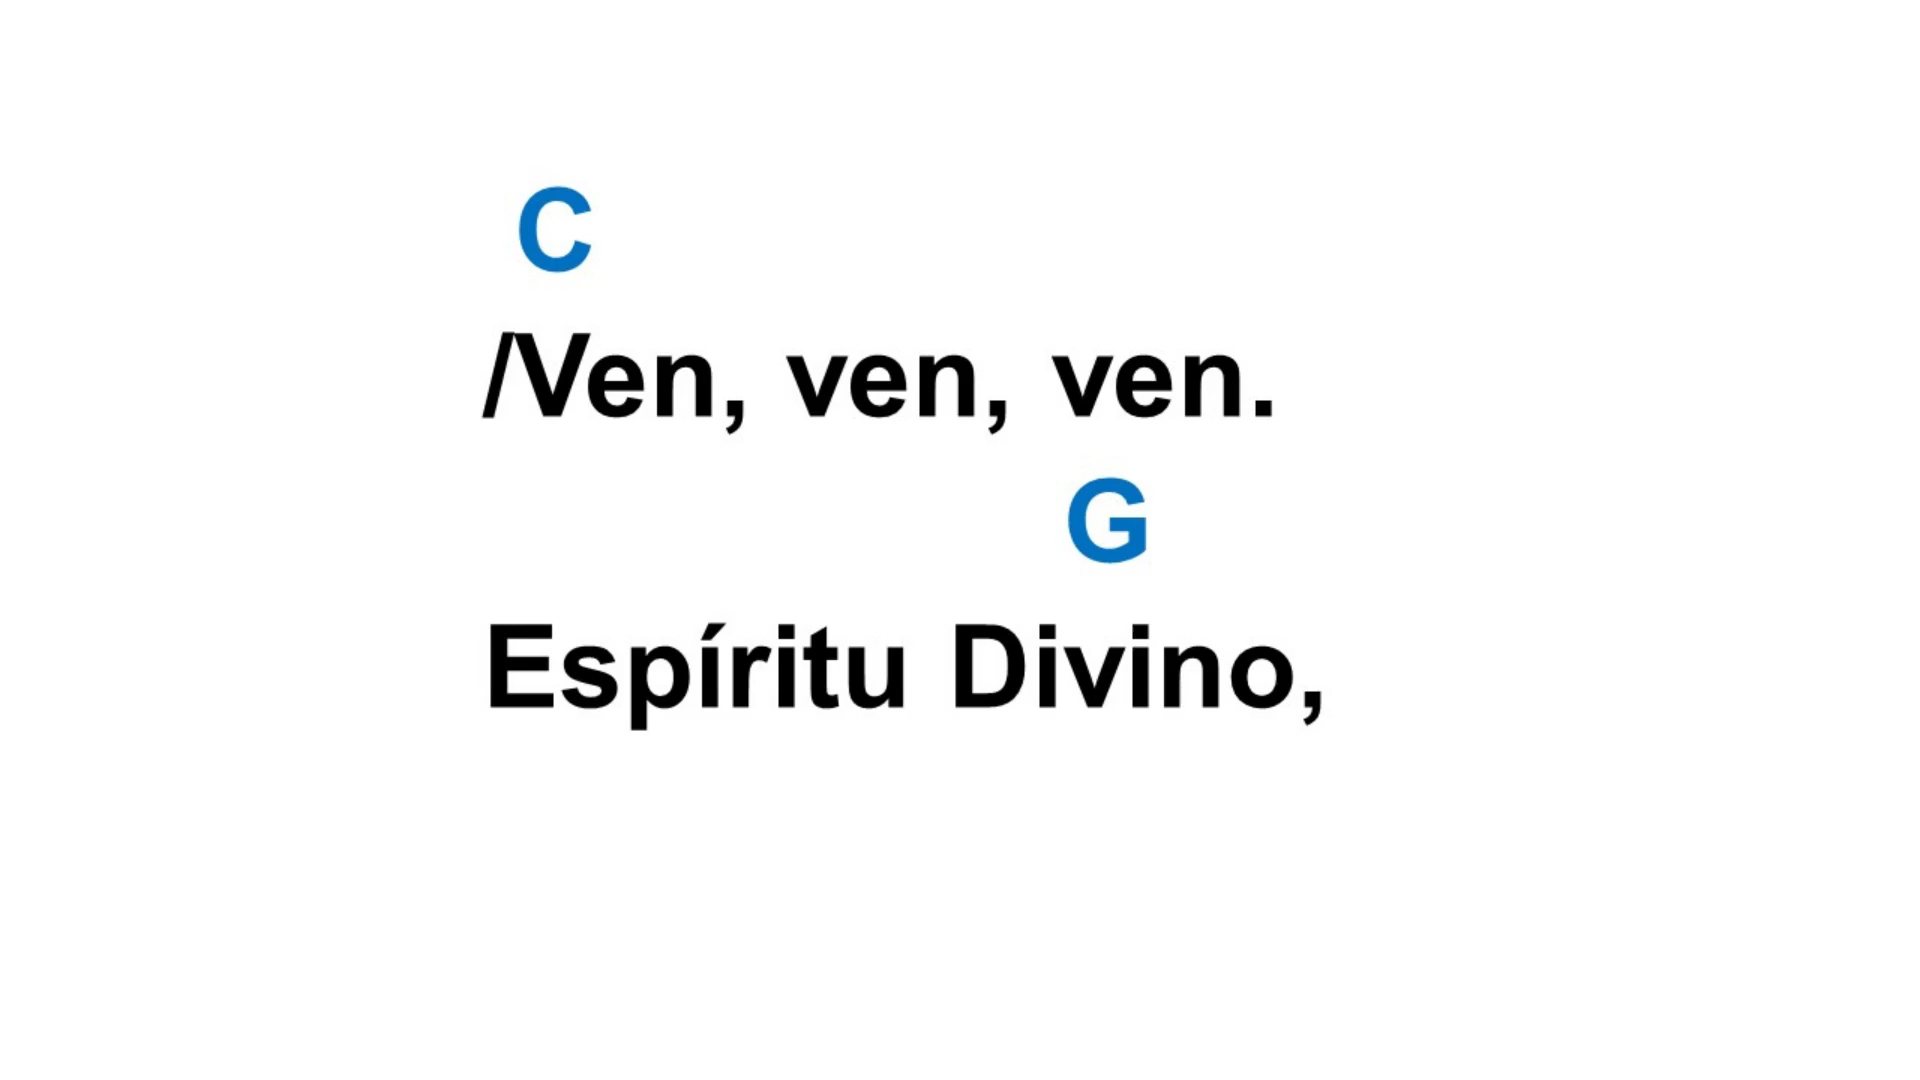 C
/Ven, ven, ven.
G
Espíritu Divino,